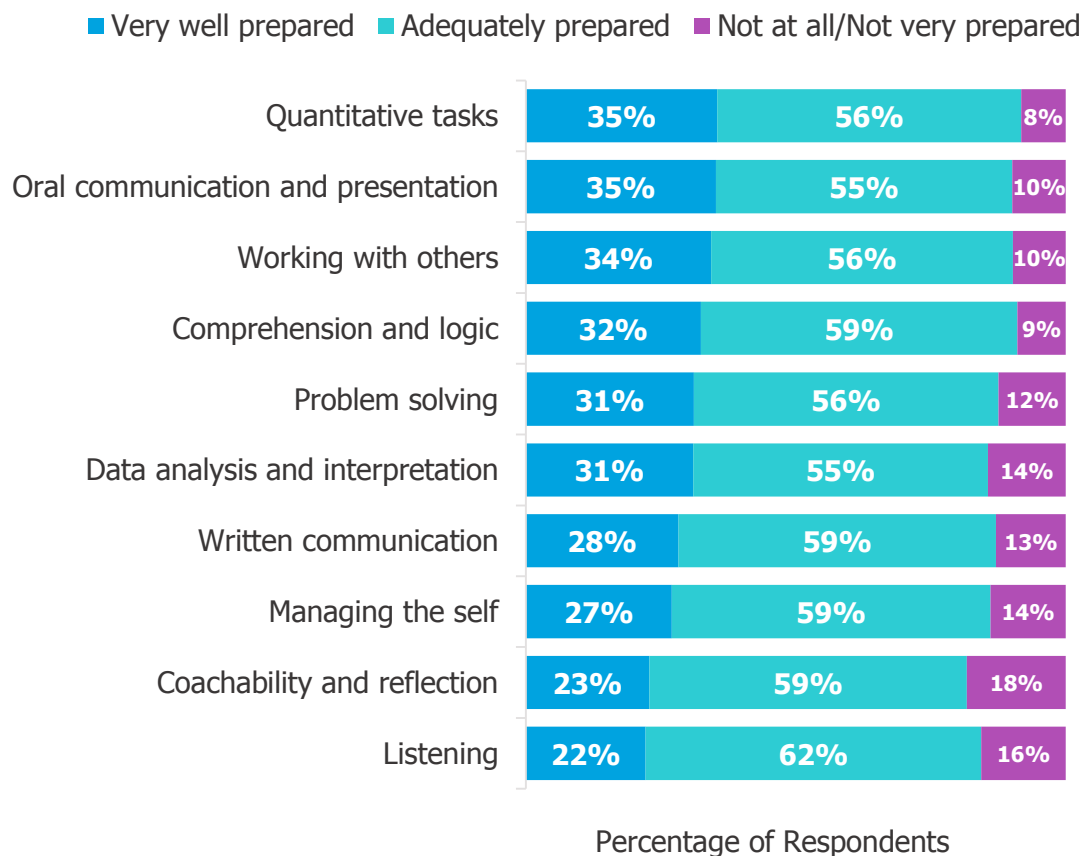 Very well prepared Adequately prepared Not at all/Not very prepared
Quantitative tasks 35% 56% 8%
Oral communication and presentation 35% 55% 10%
Working with others 34% 56% 10%
Comprehension and logic 32% 59% 9%
Problem solving 31% 56% 12%
Data analysis and interpretation 31% 55% 14%
Written communication 28% 59% 13%
Managing the self 27% 59% 14%
Coachability and reflection 23% 59% 18%
Listening 22% 62% 16%
Percentage of Respondents